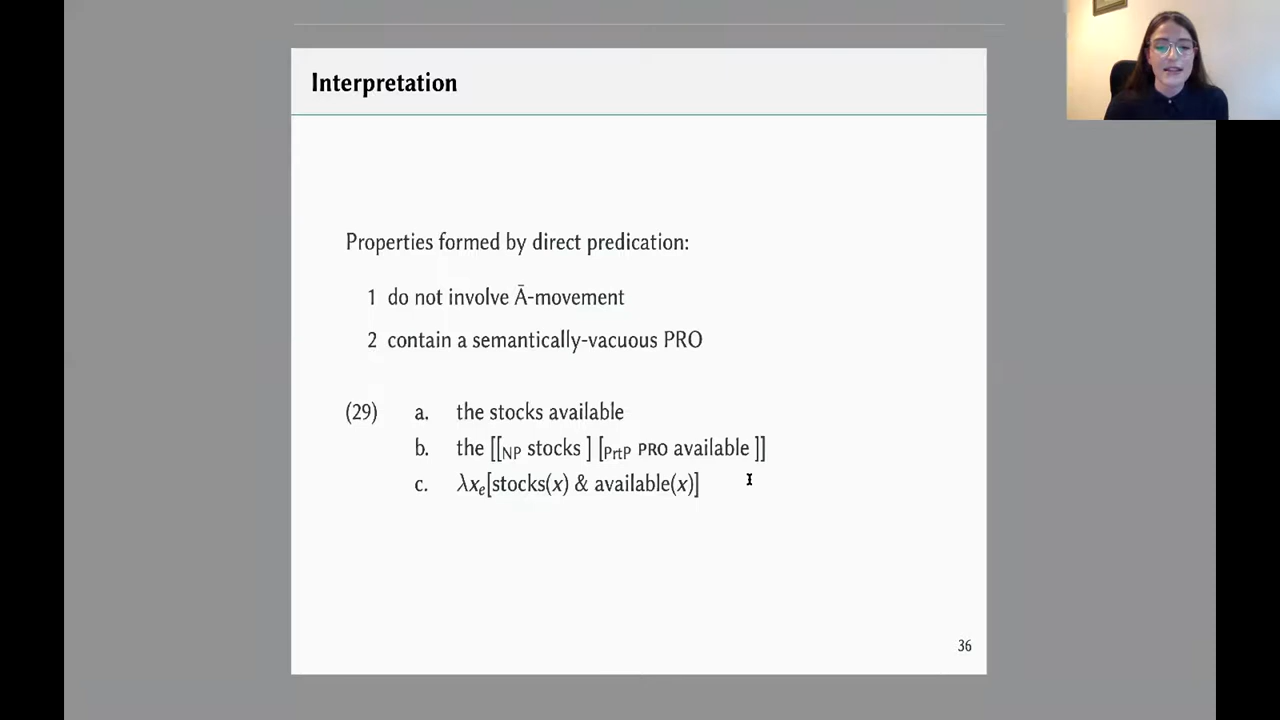 Interpretation
Properties formed by direct predication:
1 do not involve Ā-movement
2 contain a semantically-vacuous PRO
(29) a. the stocks available
b. the [[NP stocks ] [PrtP PRO available ]]
c. λxe[stocks(x) & available(x)]
36